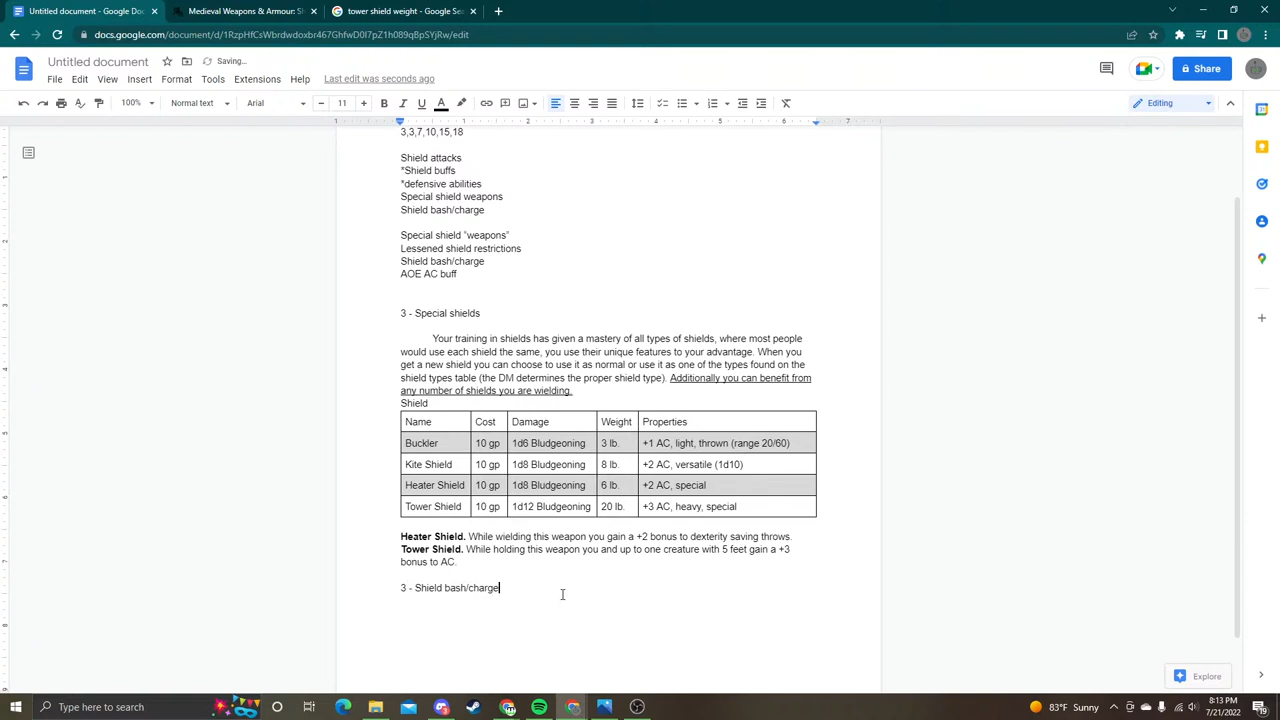 Untitled document - Google Doc
Medieval Weapons & Armour: Sh
tower shield weight - Google Sea
docs.google.com/document/d/1RzpHfCsWbrdwdoxbr467GhfwD0I7pZ1h089qBpSYrjM/edit
Untitled document
Saving...
File Edit View Insert Format Tools Extensions Help Last edit was seconds ago
Share
100% Normal text Arial 11 Editing
1 1 2 3 4 5 6 7
3,3,7,10,15,18
Shield attacks
*Shield buffs
*defensive abilities
Special shield weapons
Shield bash/charge
Special shield "weapons"
Lessened shield restrictions
Shield bash/charge
AOE AC buff
3 - Special shields
Your training in shields has given a mastery of all types of shields, where most people
would use each shield the same, you use their unique features to your advantage. When you
get a new shield you can choose to use it as normal or use it as one of the types found on the
shield types table (the DM determines the proper shield type). Additionally you can benefit from
any number of shields you are wielding.
Shield
Name Cost Damage Weight Properties
Buckler 10 gp 1d6 Bludgeoning 3 lb. +1 AC, light, thrown (range 20/60)
Kite Shield 10 gp 1d8 Bludgeoning 8 lb. +2 AC, versatile (1d10)
Heater Shield 10 gp 1d8 Bludgeoning 6 lb. +2 AC, special
Tower Shield 10 gp 1d12 Bludgeoning 20 lb. +3 AC, heavy, special
Heater Shield. While wielding this weapon you gain a +2 bonus to dexterity saving throws.
Tower Shield. While holding this weapon you and up to one creature with 5 feet gain a +3
bonus to AC.
3 - Shield bash/charge
Explore
Type here to search
83°F Sunny
8:13 PM
7/21/2022